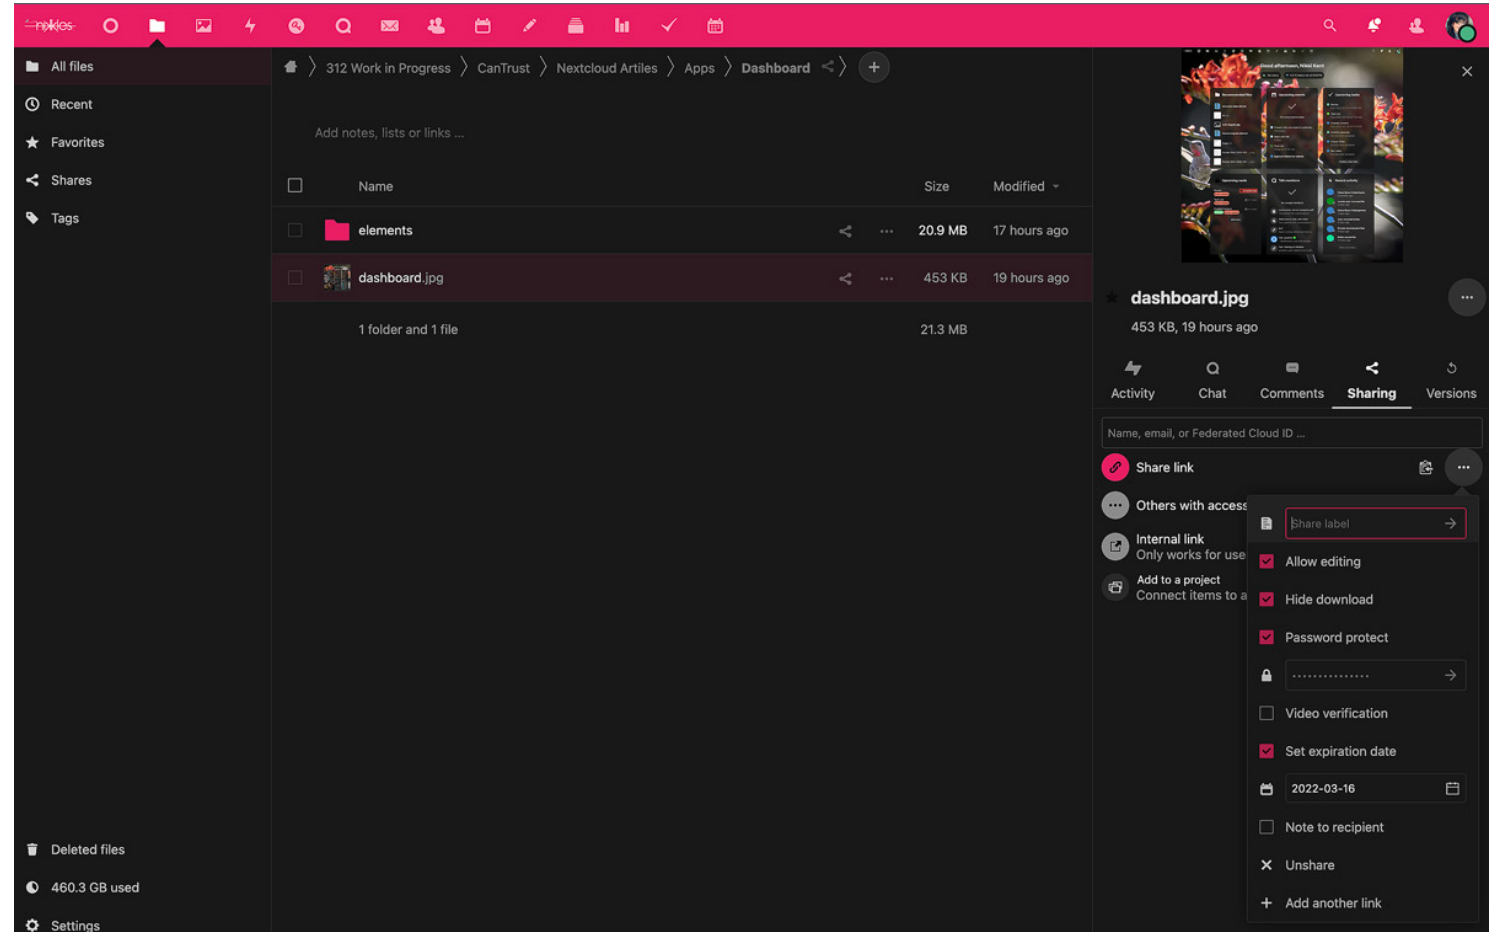 All files
Recent
Favorites
Shares
Tags
Deleted files
460.3 GB used
Settings
312 Work in Progress
CanTrust
Nextcloud Artiles
Apps
Dashboard
Add notes, lists or links ...
Name Size Modified
elements 20.9 MB 17 hours ago
dashboard.jpg 453 KB 19 hours ago
1 folder and 1 file 21.3 MB
Good afternoon, Nikki Kent
dashboard.jpg
453 KB, 19 hours ago
Activity Chat Comments Sharing Versions
Name, email, or Federated Cloud ID ...
Share link
Others with access
Internal link
Only works for use
Add to a project
Connect items to a
Share label
Allow editing
Hide download
Password protect
Video verification
Set expiration date
2022-03-16
Note to recipient
Unshare
Add another link